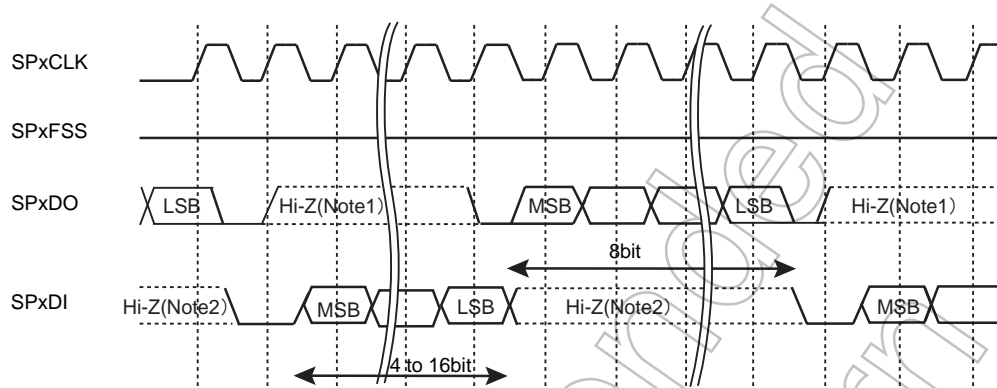 SPxCLK
SPxFSS
SPxDO LSB Hi-Z(Note1) MSB LSB Hi-Z(Note1)
8bit
SPxDI Hi-Z(Note2) MSB LSB Hi-Z(Note2) MSB
4 to 16bit